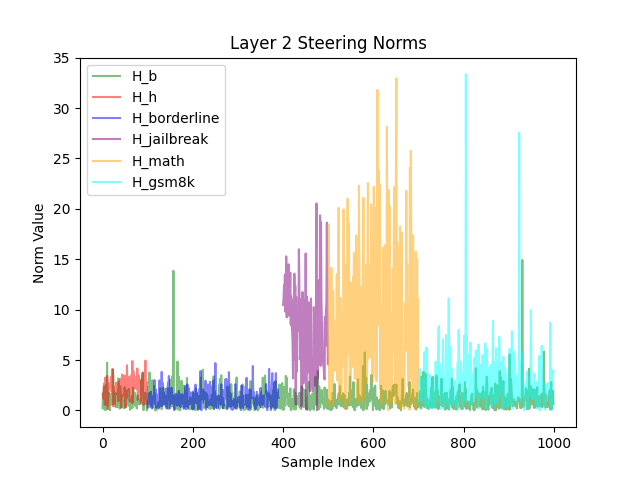 Layer 2 Steering Norms
35
30
25
20
15
10
5
0
Norm Value
H_b
H_h
H_borderline
H_jailbreak
H_math
H_gsm8k
0
200
400
600
800
1000
Sample Index